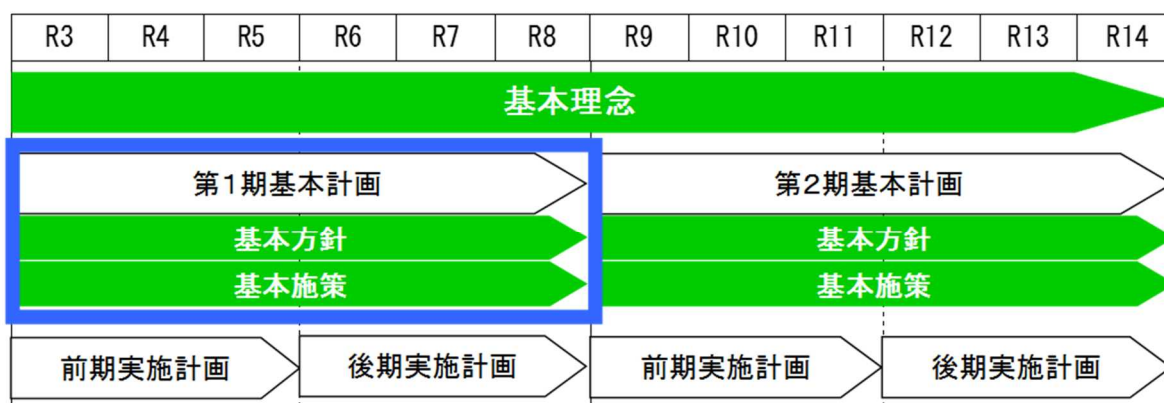 R3 R4 R5 R6 R7 R8 R9 R10 R11 R12 R13 R14
基本理念
第1期基本計画 第2期基本計画
基本方針 基本方針
基本施策 基本施策
前期実施計画 後期実施計画 前期実施計画 後期実施計画